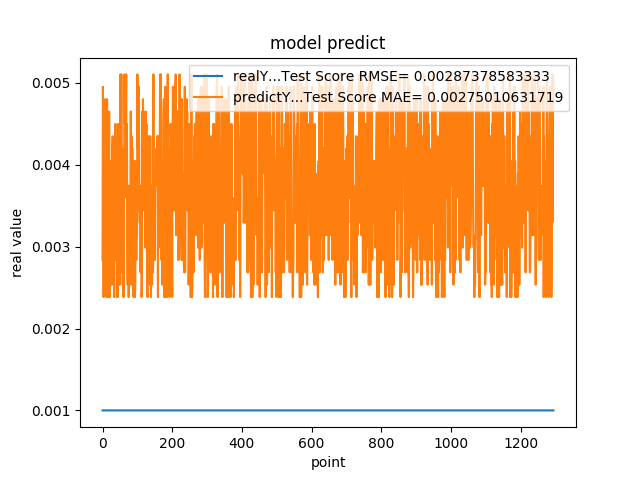 model predict
realY...Test Score RMSE= 0.00287378583333
predictY...Test Score MAE= 0.00275010631719
0.005
0.004
0.003
0.002
0.001
real value
0 200 400 600 800 1000 1200
point